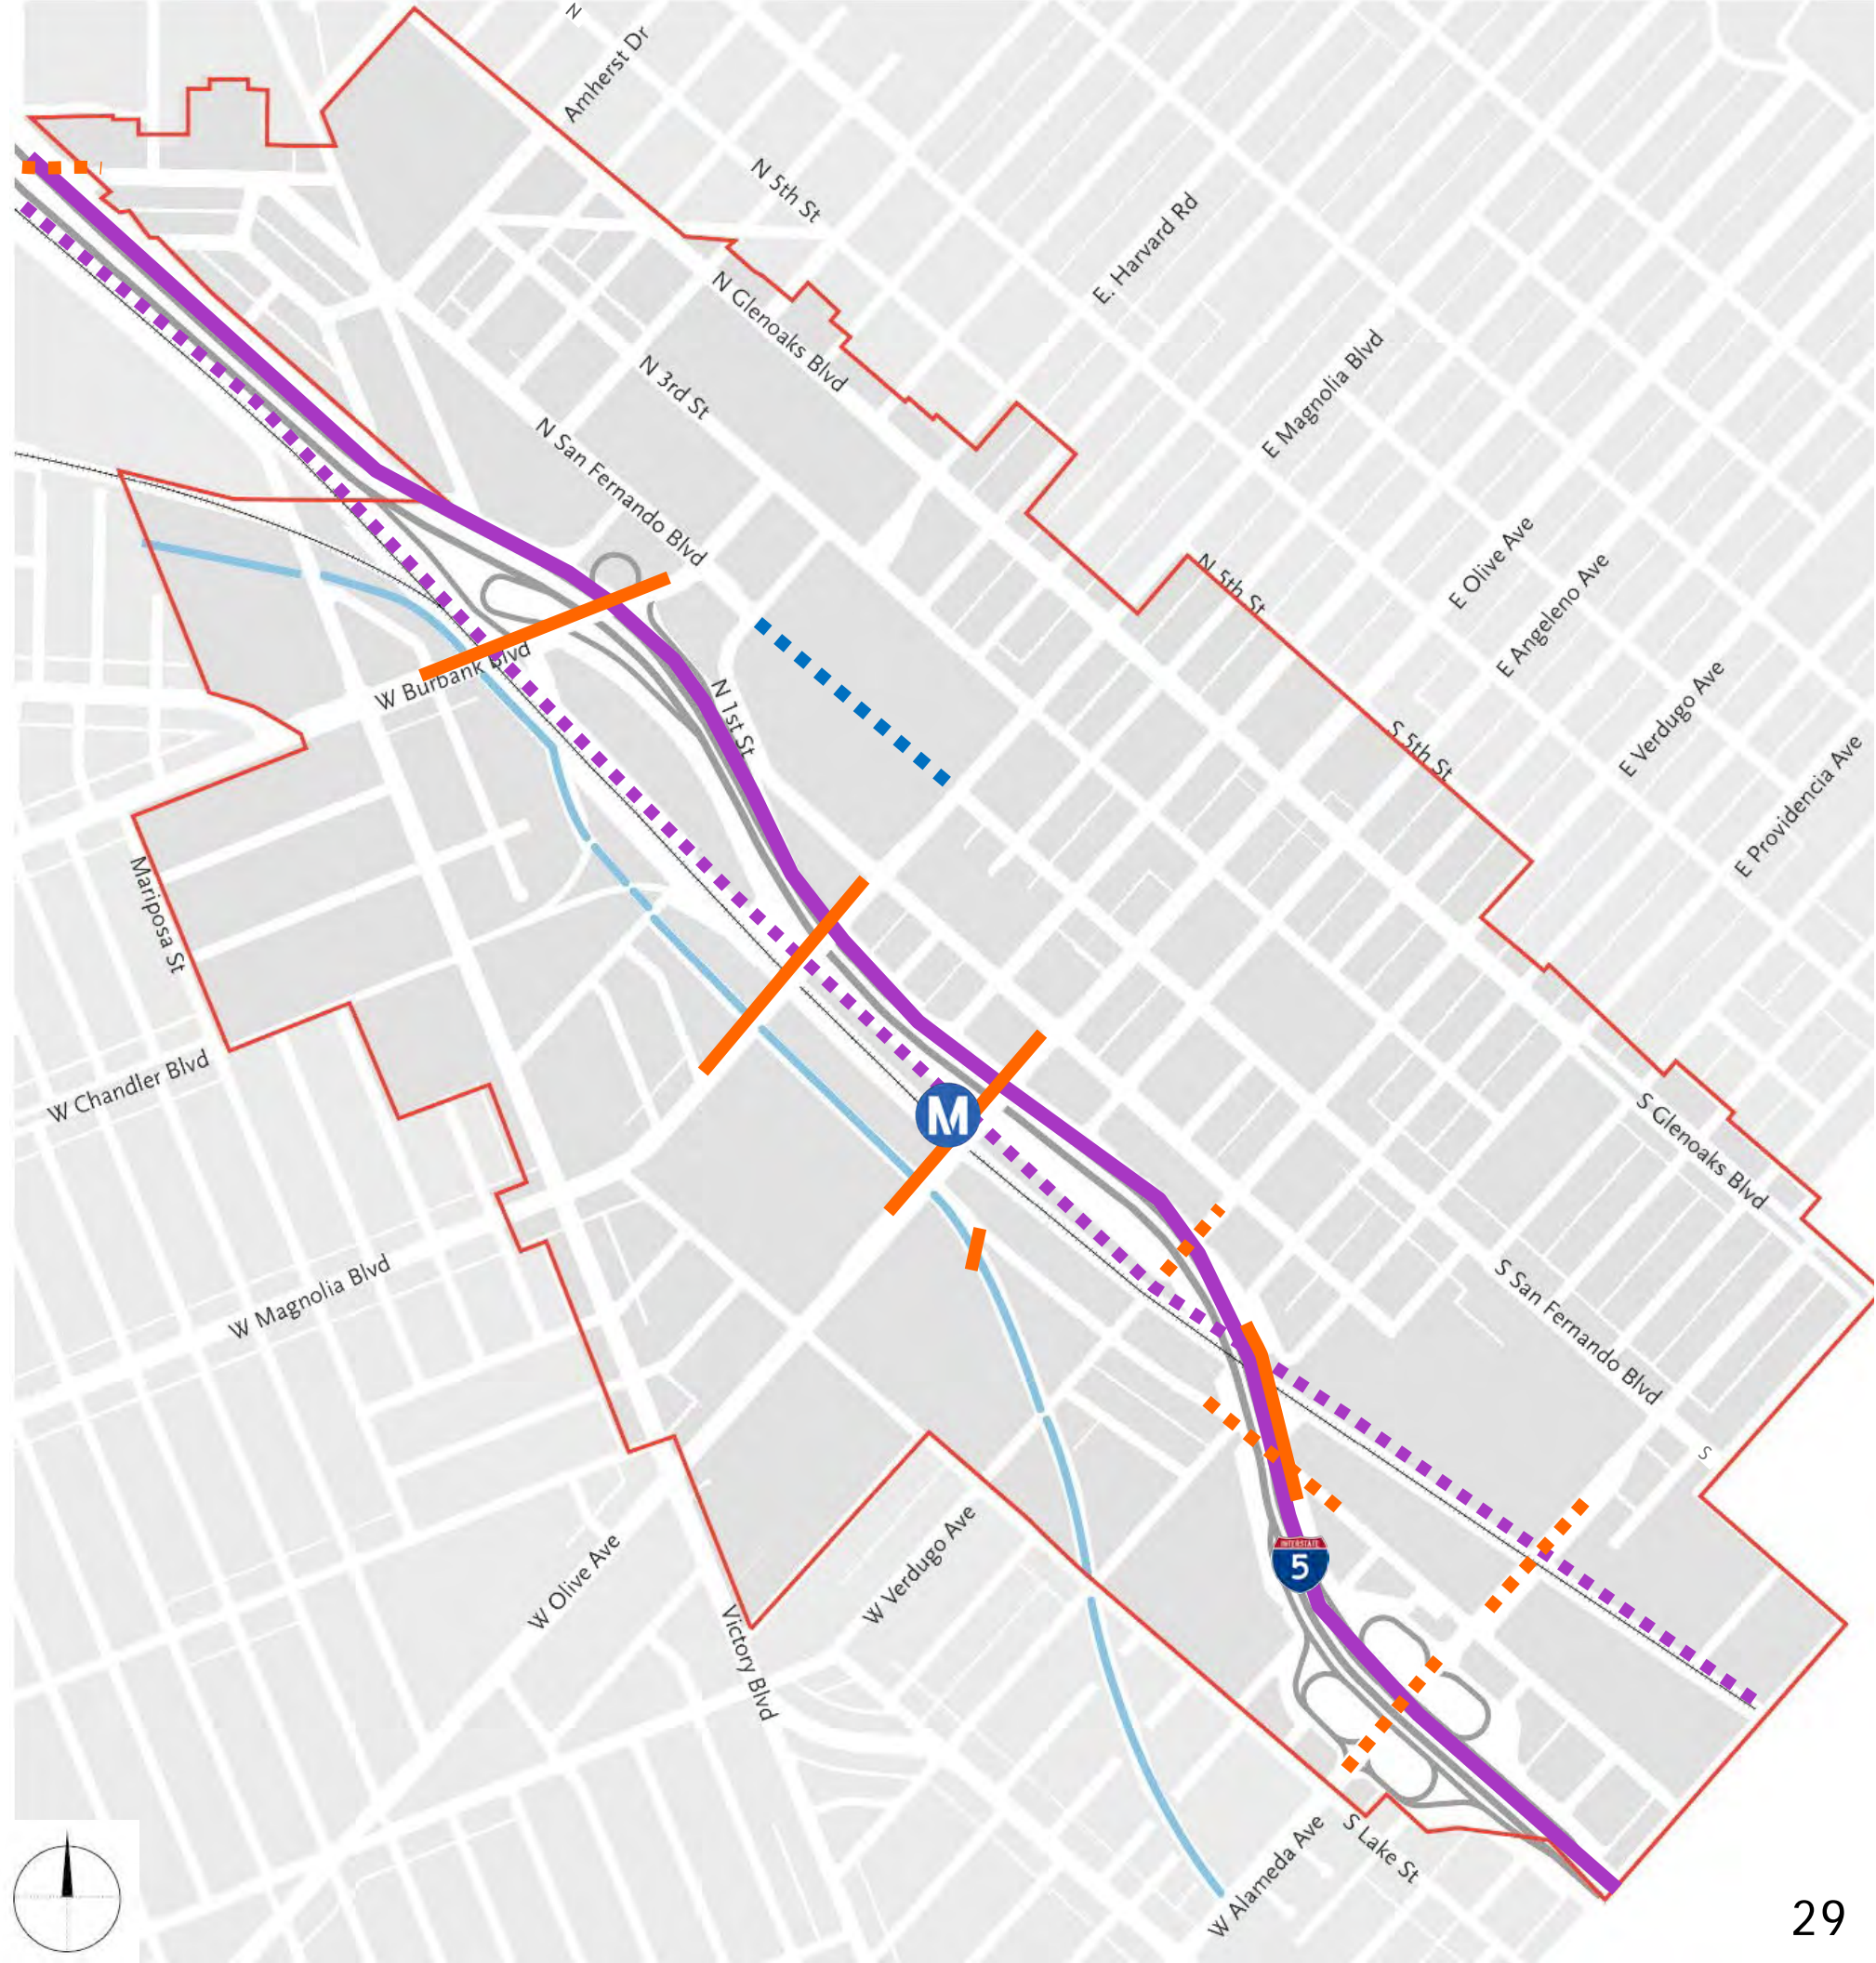 N
Amherst Dr
N 5th St
E. Harvard Rd
N Glenoaks Blvd
E Magnolia Blvd
N 3rd St
N San Fernando Blvd
E Olive Ave
N 5th St
E Angeleno Ave
W Burbank Blvd
E Verdugo Ave
N 1st St
S 5th St
E Providencia Ave
Mariposa St
W Chandler Blvd
M
S Glenoaks Blvd
W Magnolia Blvd
S San Fernando Blvd
S
W Olive Ave
W Verdugo Ave
INTERSTATE
5
Victory Blvd
W Alameda Ave
S Lake St
29